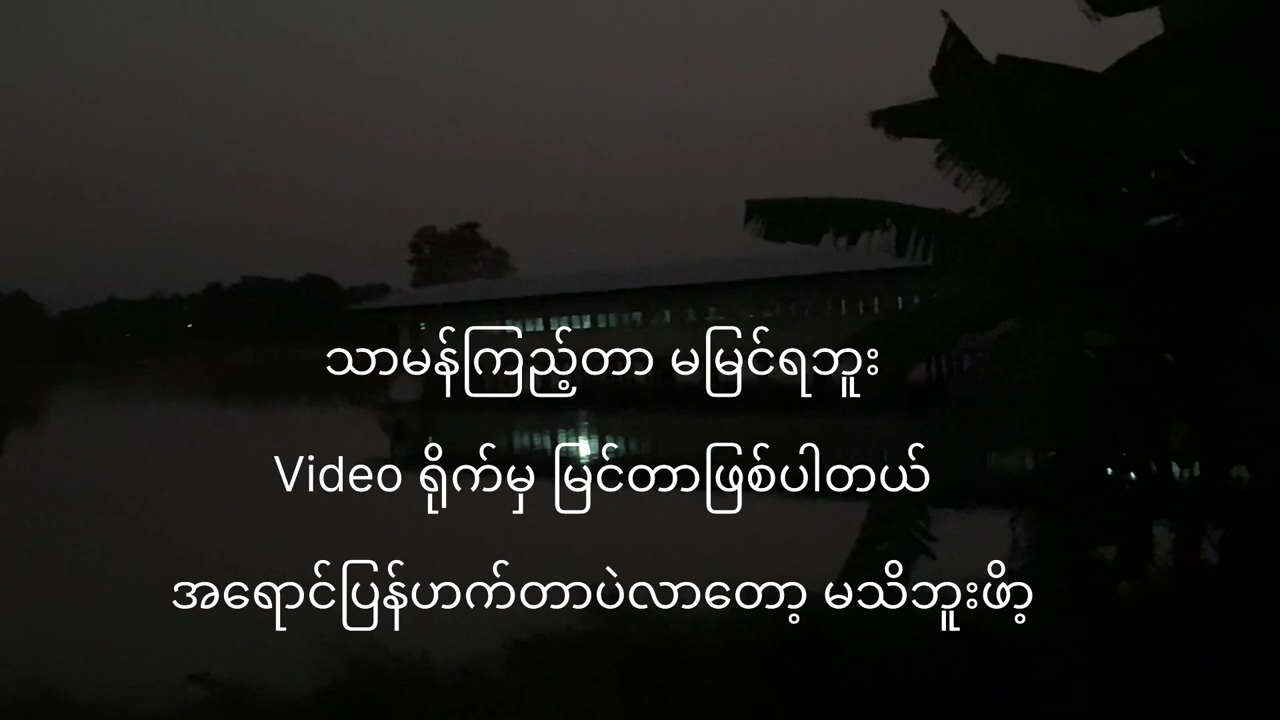 သာမန်ကြည့်တာ မမြင်ရဘူး
Video ရိုက်မှ မြင်တာဖြစ်ပါတယ်
အရောင်ပြန်ဟက်တာပဲလာတော့ မသိဘူးဖို့